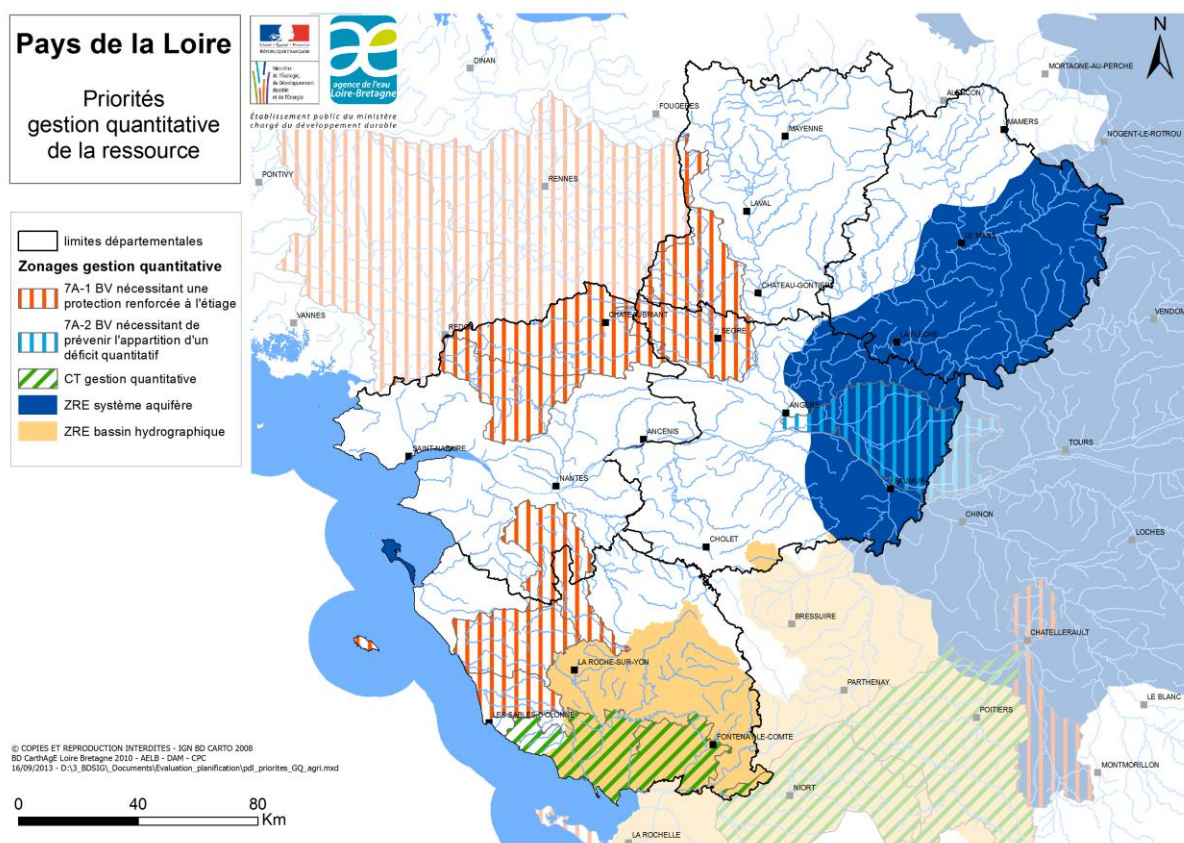 Pays de la Loire
Priorités
gestion quantitative
de la ressource
RÉPUBLIQUE FRANÇAISE
agence de l'eau
Loire-Bretagne
Établissement public du ministère
chargé du développement durable
limites départementales
Zonages gestion quantitative
7A-1 BV nécessitant une
protection renforcée à l'étiage
7A-2 BV nécessitant de
prévenir l'appartition d'un
déficit quantitatif
CT gestion quantitative
ZRE système aquifère
ZRE bassin hydrographique
N
DINAN
MORTAGNE-AU-PERCHE
ALENÇON
FOUGERES
MAMERS
MAYENNE
NOGENT-LE-ROTROU
PONTIVY
RENNES
LAVAL
LE MANS
CHATEAU-GONTIER
VANNES
REDON
CHATEAUBRIANT
SEGRE
LA FLECHE
VENDOM
ANGERS
ANCENIS
SAINT-NAZAIRE
TOURS
NANTES
SAUMUR
CHINON
LOCHES
CHOLET
BRESSUIRE
CHATELLERAULT
LA ROCHE-SUR-YON
PARTHENAY
LE BLANC
POITIERS
LES SABLES-D'OLONNE
FONTENAY-LE-COMTE
MONTMORILLON
NIORT
LA ROCHELLE
© COPIES ET REPRODUCTION INTERDITES - IGN BD CARTO 2008
BD CarthAgE Loire Bretagne 2010 - AELB - DAM - CPC
16/09/2013 - D:\3_BDSIG\_Documents\Evaluation_planification\pdl_priorites_GQ_agri.mxd
0 40 80
Km